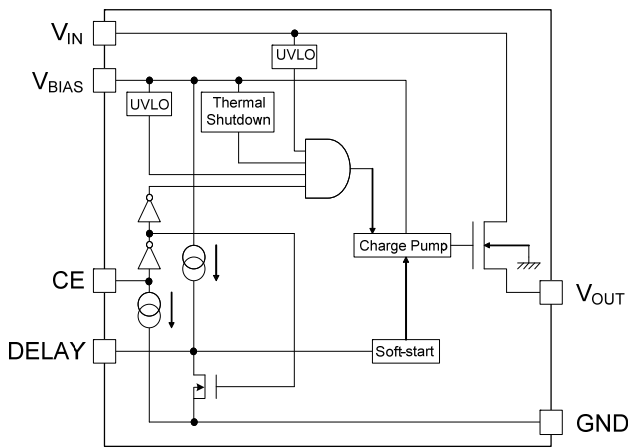 VIN
UVLO
VBIAS
UVLO
Thermal
Shutdown
Charge Pump
CE
VOUT
DELAY
Soft-start
GND